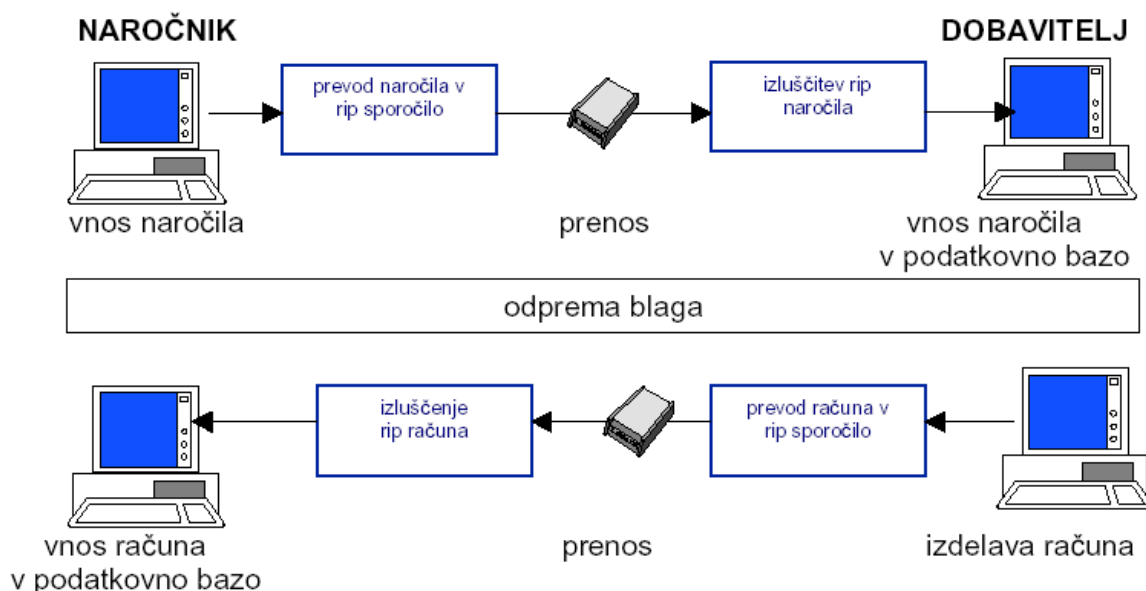 NAROČNIK
DOBAVITELJ
prevod naročila v
rip sporočilo
izluščitev rip
naročila
vnos naročila
prenos
vnos naročila
v podatkovno bazo
odprema blaga
izluščenje
rip računa
prevod računa v
rip sporočilo
vnos računa
v podatkovno bazo
prenos
izdelava računa